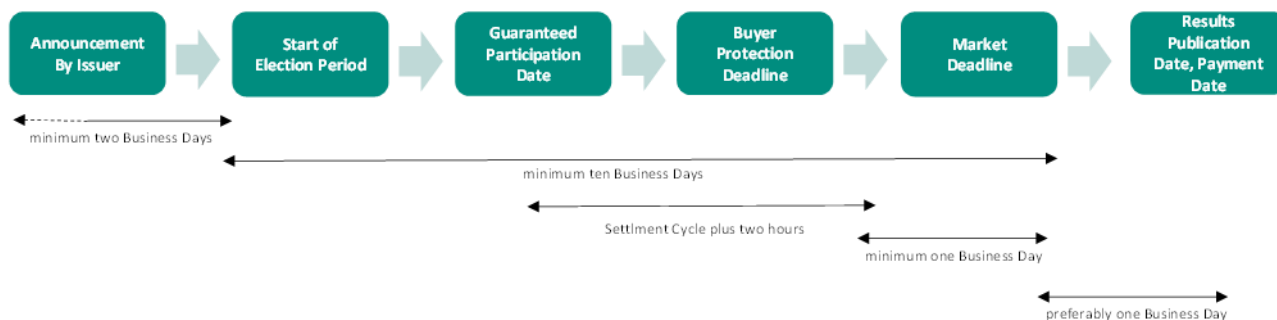 Announcement
By Issuer
Start of
Election Period
Guaranteed
Participation
Date
Buyer
Protection
Deadline
Market
Deadline
Results
Publication
Date, Payment
Date
minimum two Business Days
minimum ten Business Days
Settlment Cycle plus two hours
minimum one Business Day
preferably one Business Day